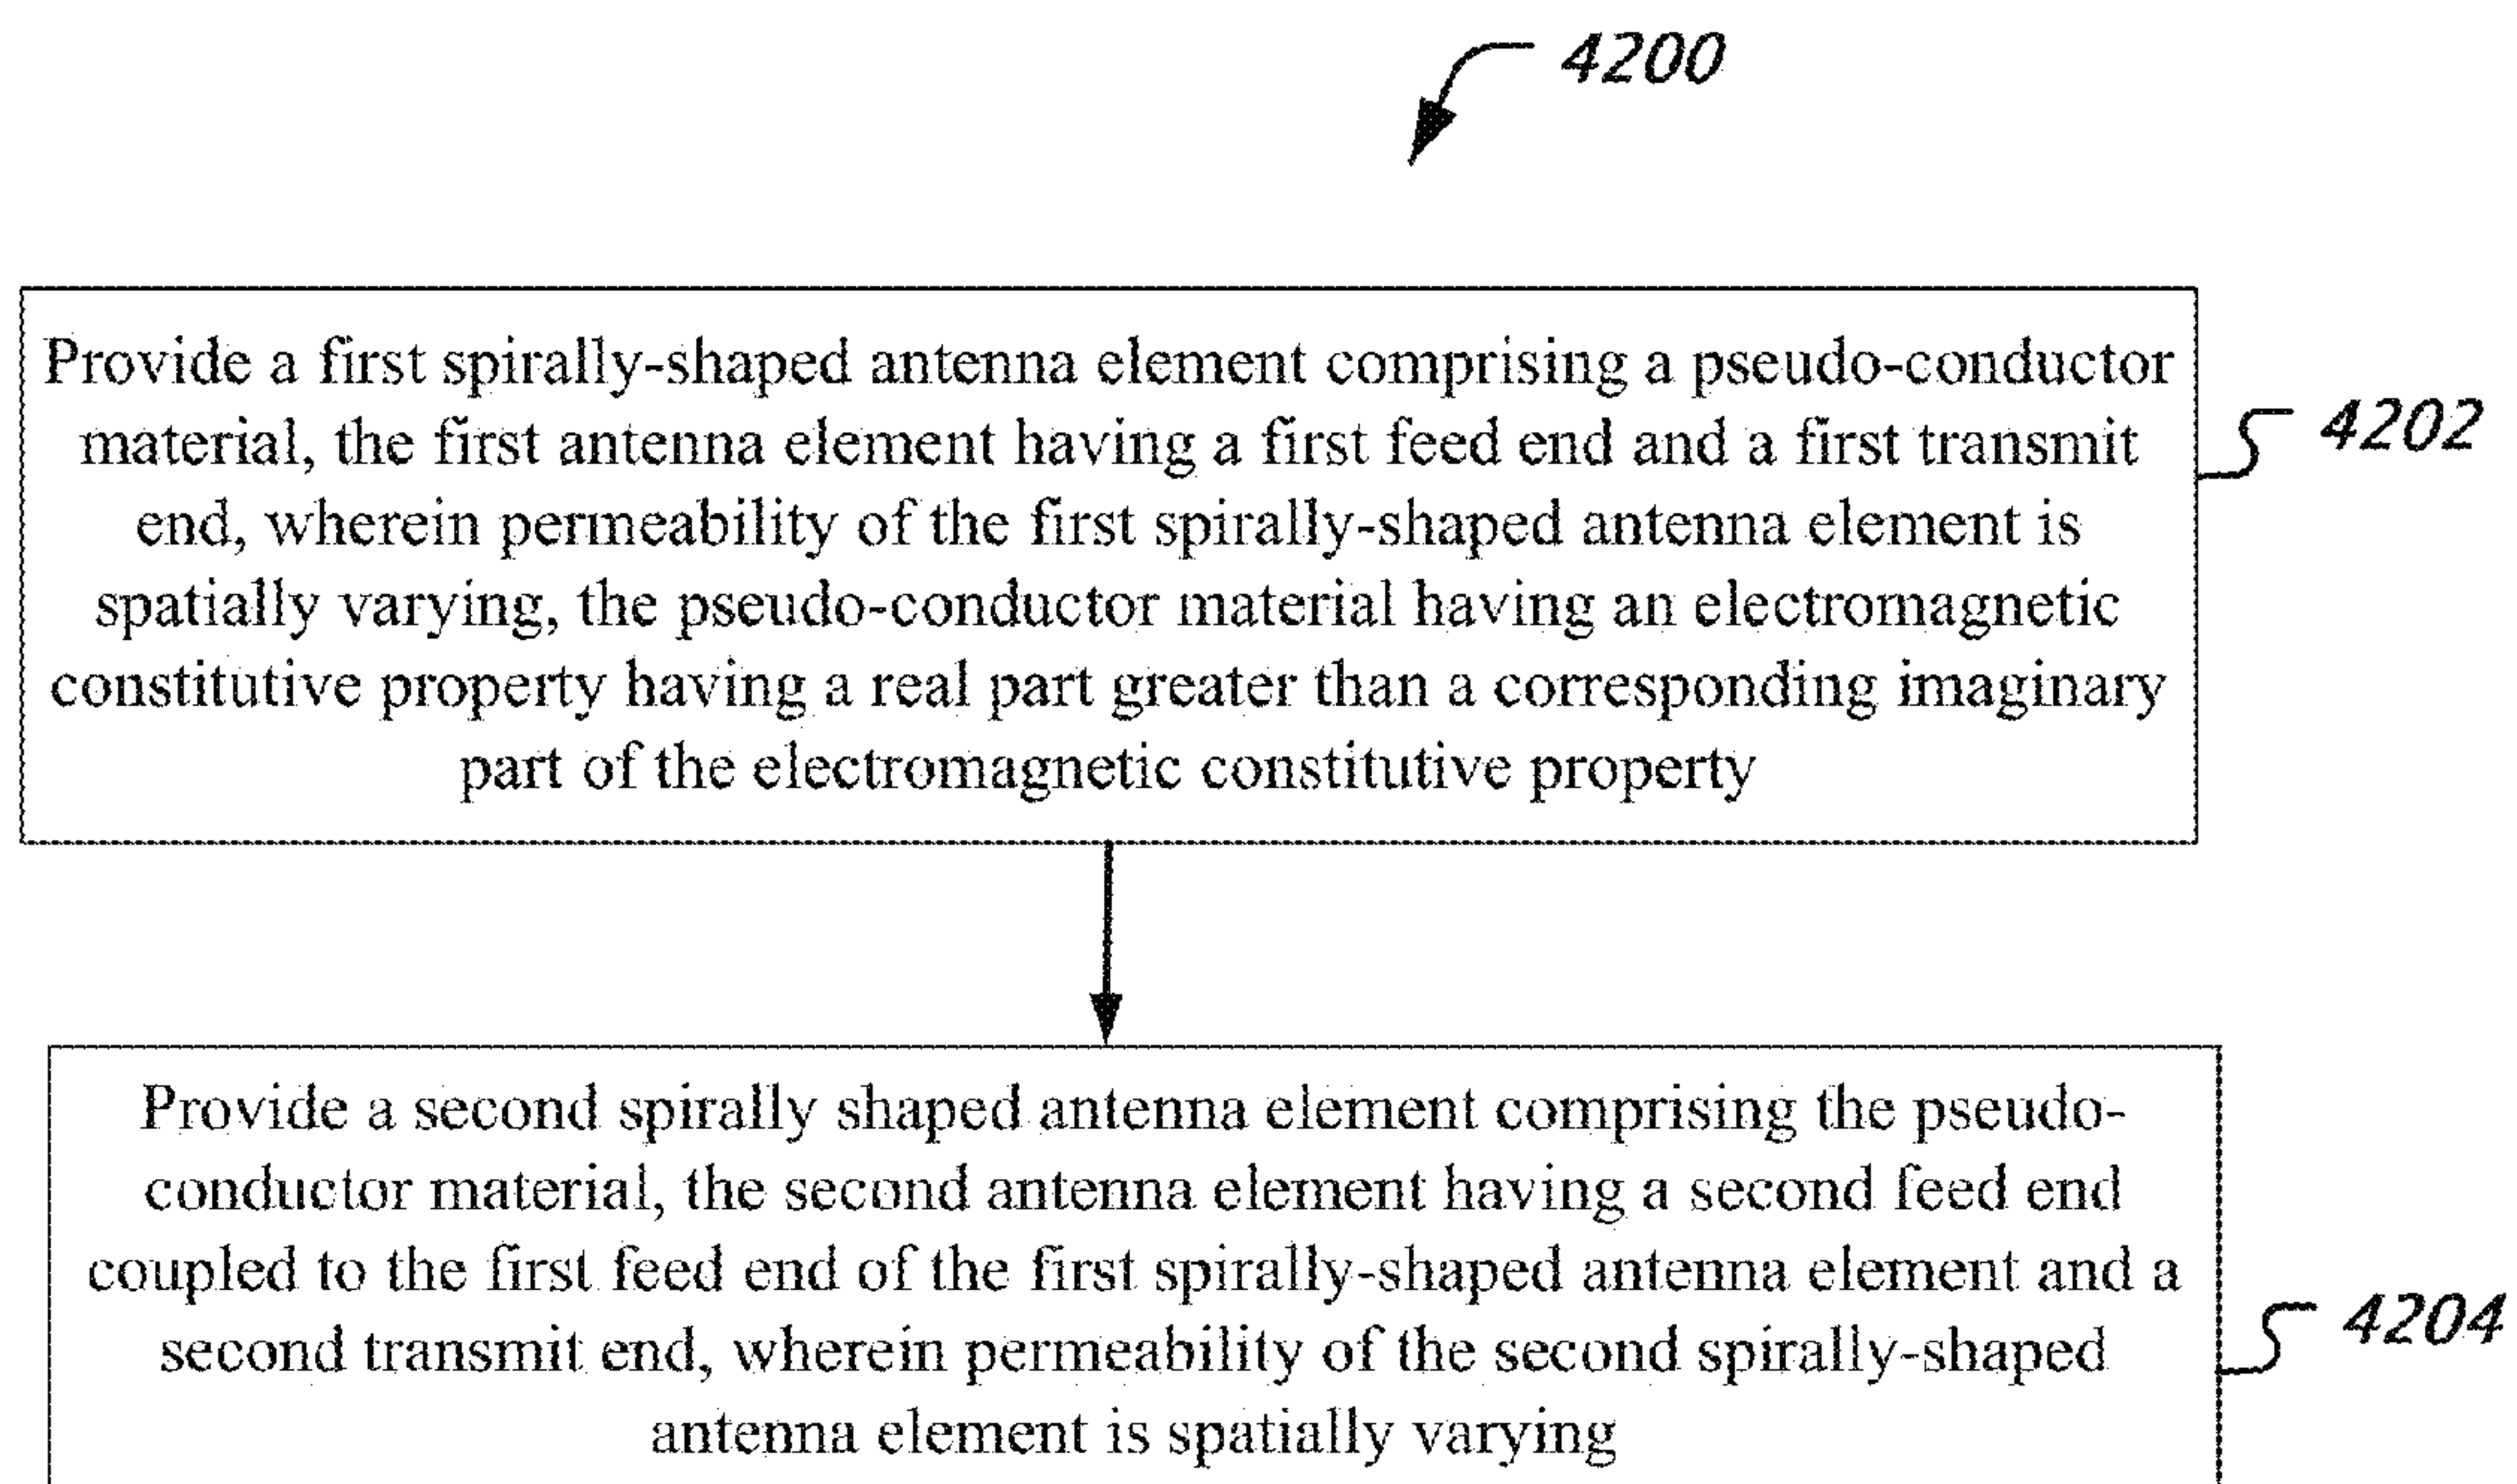 4200
Provide a first spirally-shaped antenna element comprising a pseudo-conductor
material, the first antenna element having a first feed end and a first transmit
end, wherein permeability of the first spirally-shaped antenna element is
spatially varying, the pseudo-conductor material having an electromagnetic
constitutive property having a real part greater than a corresponding imaginary
part of the electromagnetic constitutive property
4202
Provide a second spirally shaped antenna element comprising the pseudo-
conductor material, the second antenna element having a second feed end
coupled to the first feed end of the first spirally-shaped antenna element and a
second transmit end, wherein permeability of the second spirally-shaped
antenna element is spatially varying
4204